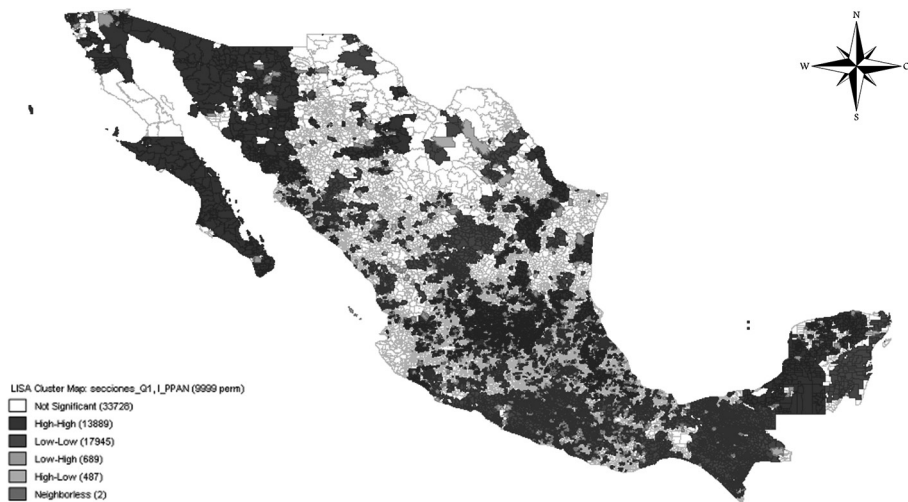 N
W
C
S
LISA Cluster Map: secciones_Q1, I_PPAN (9999 perm)
Not Significant (33728)
High-High (13889)
Low-Low (17945)
Low-High (689)
High-Low (487)
Neighborless (2)